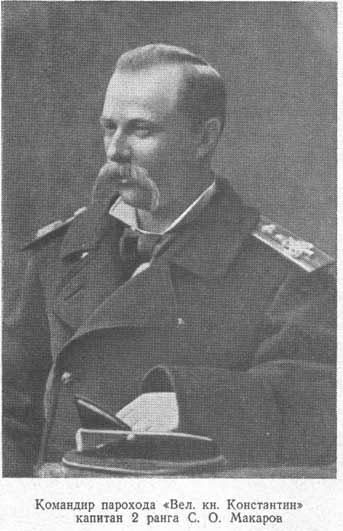 Командир парохода «Вел. кн. Константин»
капитан 2 ранга С. О. Макаров